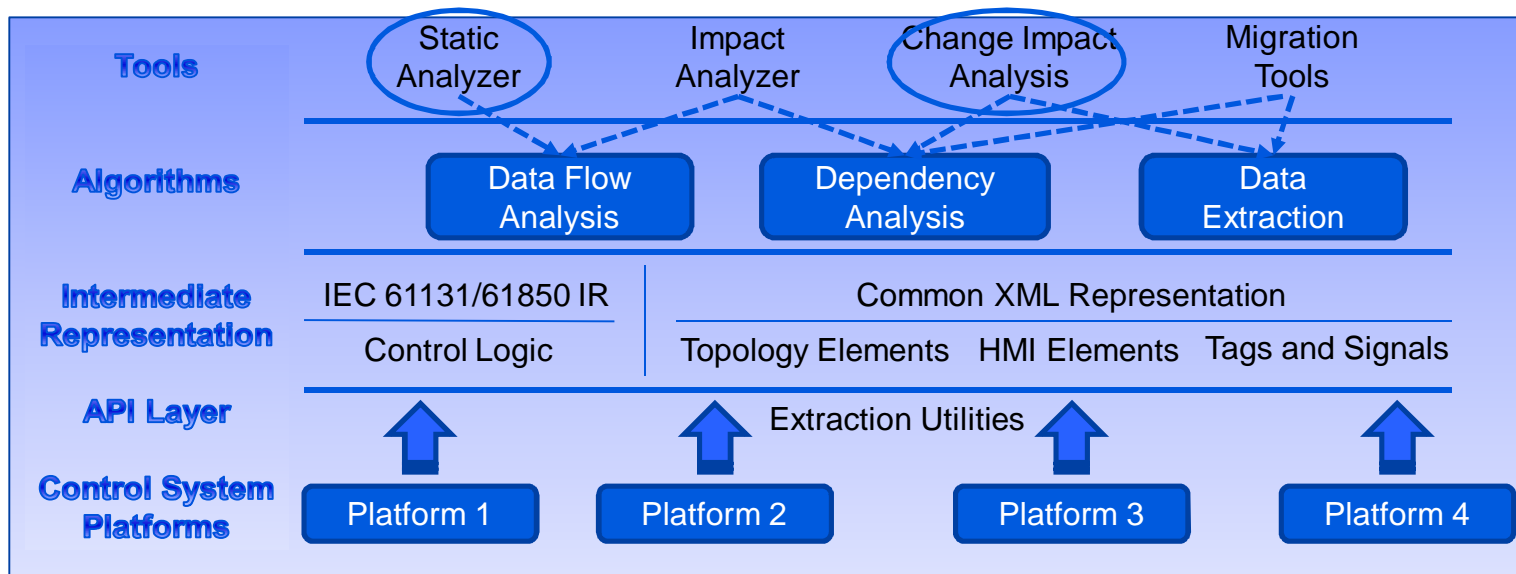 Tools
Static
Analyzer
Impact
Analyzer
Change Impact
Analysis
Migration
Tools
Algorithms
Data Flow
Analysis
Dependency
Analysis
Data
Extraction
Intermediate
Representation
IEC 61131/61850 IR
Common XML Representation
Control Logic
Topology Elements
HMI Elements
Tags and Signals
API Layer
Extraction Utilities
Control System
Platforms
Platform 1
Platform 2
Platform 3
Platform 4